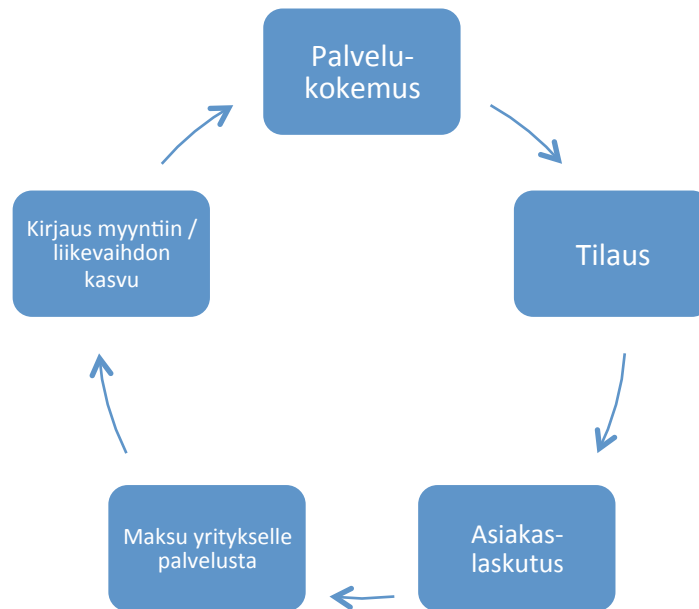 Palvelu-
kokemus
Tilaus
Asiakas-
laskutus
Maksu yritykselle
palvelusta
Kirjaus myyntiin /
liikevaihdon
kasvu